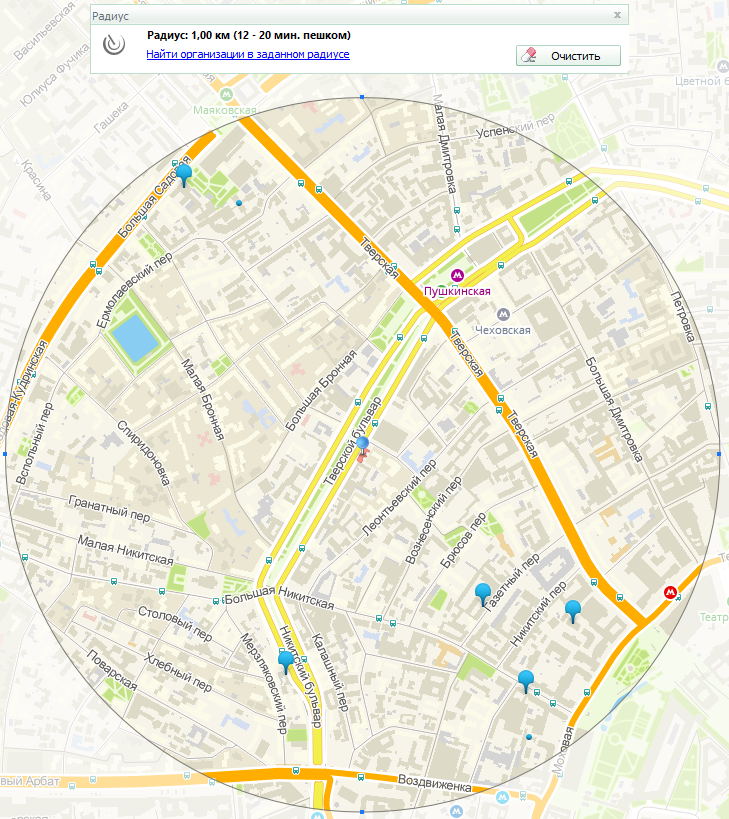 Радиус
x
Радиус: 1,00 км (12 - 20 мин. пешком)
Найти организации в заданном радиусе
Очистить
Васильевская
Юлиуса Фучика
Гашека
Красина
Маяковская
Цветной б
Успенский пер
Малая Дмитровка
Большая Садовая
Тверская
Ермолаевский пер
Пушкинская
Чеховская
Петровка
Тверская
Садовая-Кудринская
Большая Бронная
Малая Бронная
Большая Дмитровка
Тверская
Вспольный пер
Спиридоновка
Тверской бульвар
Леонтьевский пер
Вознесенский пер
Гранатный пер
Брюсов пер
Малая Никитская
Газетный пер
Никитский пер
Большая Никитская
Столовый пер
Театр
Хлебный пер
Поварская
Мерзляковский пер
Никитский бульвар
Калашный пер
Моховая
вый Арбат
Воздвиженка